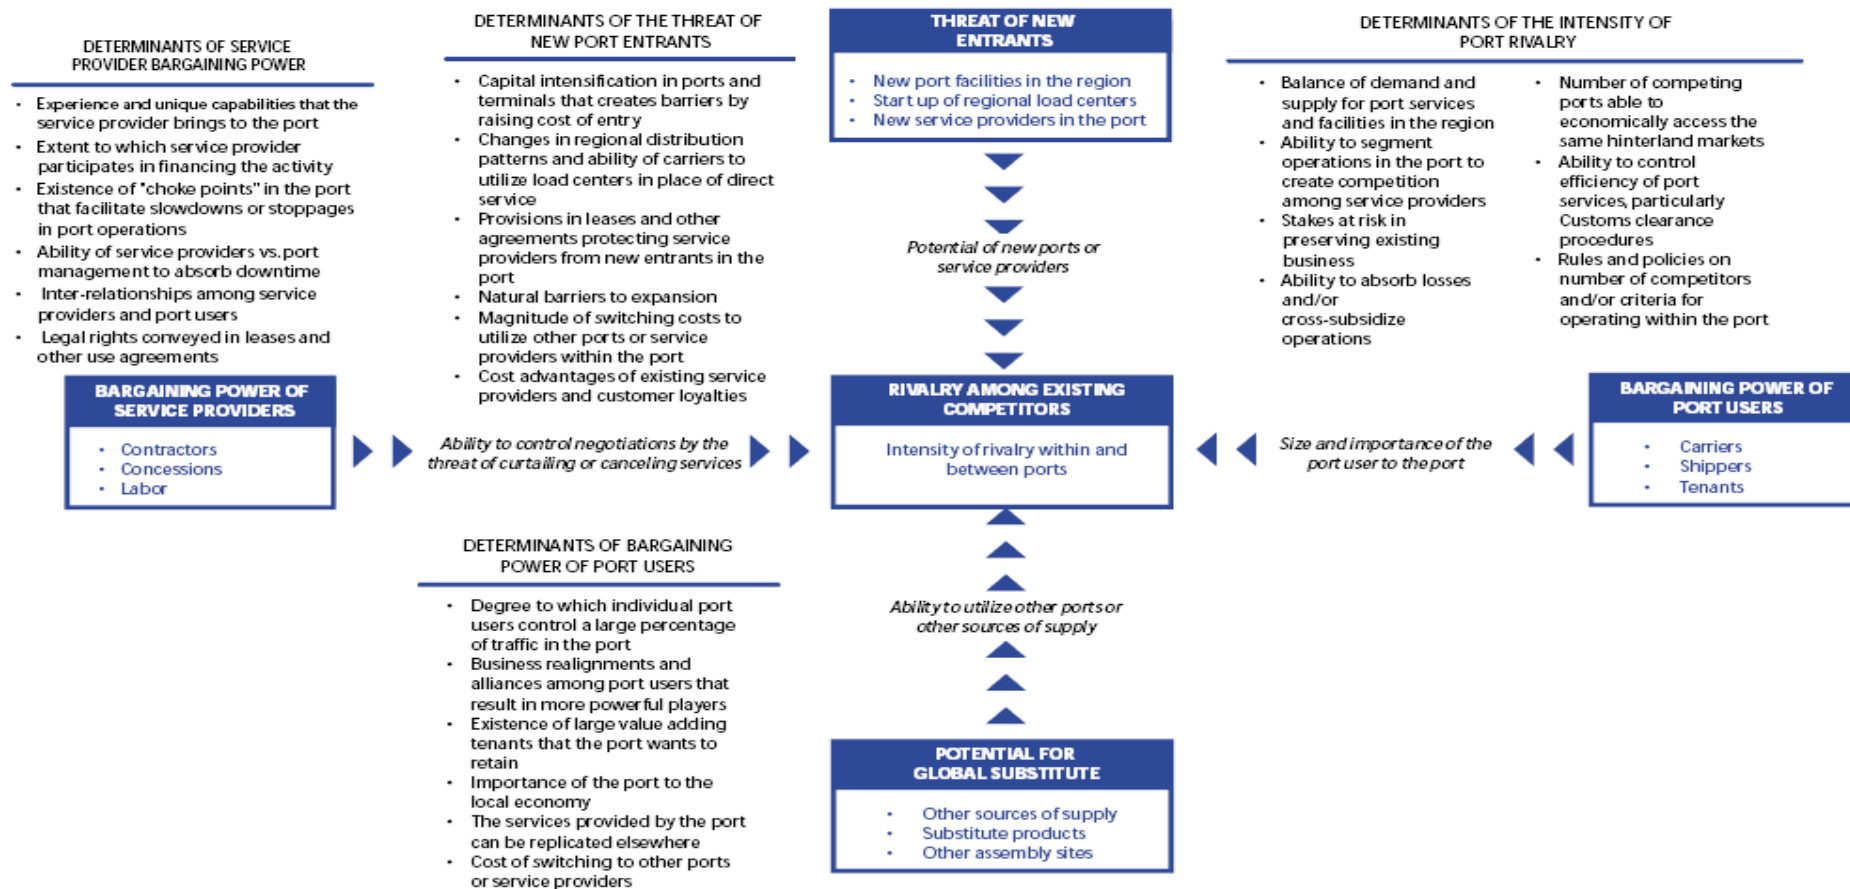 DETERMINANTS OF SERVICE
PROVIDER BARGAINING POWER
• Experience and unique capabilities that the
service provider brings to the port
• Extent to which service provider
participates in financing the activity
• Existence of "choke points" in the port
that facilitate slowdowns or stoppages
in port operations
• Ability of service providers vs. port
management to absorb downtime
• Inter-relationships among service
providers and port users
• Legal rights conveyed in leases and
other use agreements
DETERMINANTS OF THE THREAT OF
NEW PORT ENTRANTS
• Capital intensification in ports and
terminals that creates barriers by
raising cost of entry
• Changes in regional distribution
patterns and ability of carriers to
utilize load centers in place of direct
service
• Provisions in leases and other
agreements protecting service
providers from new entrants in the
port
• Natural barriers to expansion
• Magnitude of switching costs to
utilize other ports or service
providers within the port
• Cost advantages of existing service
providers and customer loyalties
THREAT OF NEW
ENTRANTS
• New port facilities in the region
• Start up of regional load centers
• New service providers in the port
Potential of new ports or
service providers
DETERMINANTS OF THE INTENSITY OF
PORT RIVALRY
• Balance of demand and
supply for port services
and facilities in the region
• Ability to segment
operations in the port to
create competition
among service providers
• Stakes at risk in
preserving existing
business
• Ability to absorb losses
and/or
cross-subsidize
operations
• Number of competing
ports able to
economically access the
same hinterland markets
• Ability to control
efficiency of port
services, particularly
Customs clearance
procedures
• Rules and policies on
number of competitors
and/or criteria for
operating within the port
BARGAINING POWER OF
SERVICE PROVIDERS
• Contractors
• Concessions
• Labor
Ability to control negotiations by the
threat of curtailing or canceling services
RIVALRY AMONG EXISTING
COMPETITORS
Intensity of rivalry within and
between ports
Size and importance of the
port user to the port
BARGAINING POWER OF
PORT USERS
• Carriers
• Shippers
• Tenants
DETERMINANTS OF BARGAINING
POWER OF PORT USERS
• Degree to which individual port
users control a large percentage
of traffic in the port
• Business realignments and
alliances among port users that
result in more powerful players
• Existence of large value adding
tenants that the port wants to
retain
• Importance of the port to the
local economy
• The services provided by the port
can be replicated elsewhere
• Cost of switching to other ports
or service providers
Ability to utilize other ports or
other sources of supply
POTENTIAL FOR
GLOBAL SUBSTITUTE
• Other sources of supply
• Substitute products
• Other assembly sites